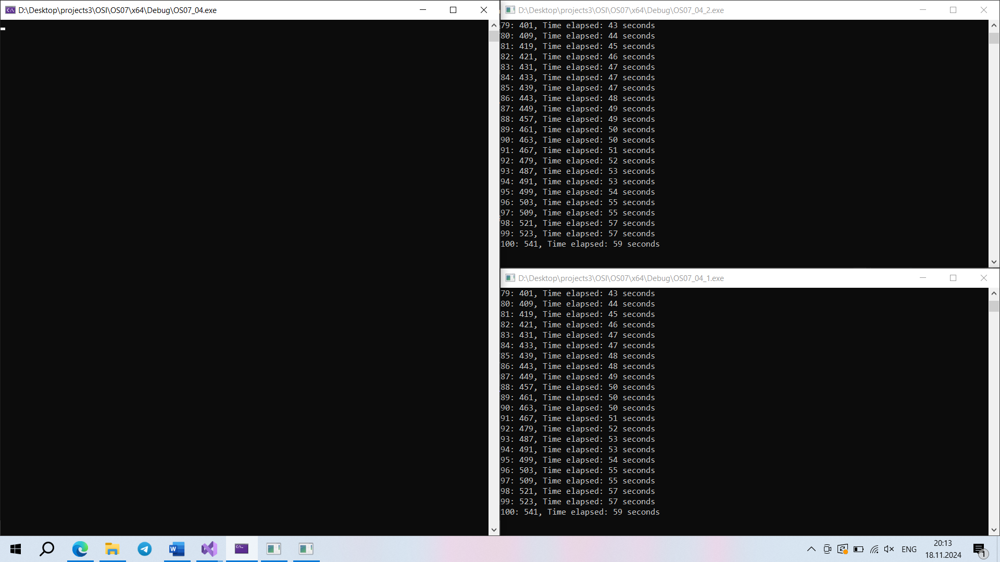 D:\Desktop\projects3\OSI\OS07\x64\Debug\OS07_04.exe
D:\Desktop\projects3\OSI\OS07\x64\Debug\OS07_04_2.exe
79: 401, Time elapsed: 43 seconds
80: 409, Time elapsed: 44 seconds
81: 419, Time elapsed: 45 seconds
82: 421, Time elapsed: 46 seconds
83: 431, Time elapsed: 47 seconds
84: 433, Time elapsed: 47 seconds
85: 439, Time elapsed: 47 seconds
86: 443, Time elapsed: 48 seconds
87: 449, Time elapsed: 49 seconds
88: 457, Time elapsed: 49 seconds
89: 461, Time elapsed: 50 seconds
90: 463, Time elapsed: 50 seconds
91: 467, Time elapsed: 51 seconds
92: 479, Time elapsed: 52 seconds
93: 487, Time elapsed: 53 seconds
94: 491, Time elapsed: 53 seconds
95: 499, Time elapsed: 54 seconds
96: 503, Time elapsed: 55 seconds
97: 509, Time elapsed: 55 seconds
98: 521, Time elapsed: 57 seconds
99: 523, Time elapsed: 57 seconds
100: 541, Time elapsed: 59 seconds
D:\Desktop\projects3\OSI\OS07\x64\Debug\OS07_04_1.exe
79: 401, Time elapsed: 43 seconds
80: 409, Time elapsed: 44 seconds
81: 419, Time elapsed: 45 seconds
82: 421, Time elapsed: 46 seconds
83: 431, Time elapsed: 47 seconds
84: 433, Time elapsed: 47 seconds
85: 439, Time elapsed: 48 seconds
86: 443, Time elapsed: 48 seconds
87: 449, Time elapsed: 49 seconds
88: 457, Time elapsed: 50 seconds
89: 461, Time elapsed: 50 seconds
90: 463, Time elapsed: 50 seconds
91: 467, Time elapsed: 51 seconds
92: 479, Time elapsed: 52 seconds
93: 487, Time elapsed: 53 seconds
94: 491, Time elapsed: 53 seconds
95: 499, Time elapsed: 54 seconds
96: 503, Time elapsed: 55 seconds
97: 509, Time elapsed: 55 seconds
98: 521, Time elapsed: 57 seconds
99: 523, Time elapsed: 57 seconds
100: 541, Time elapsed: 59 seconds
ENG
20:13
18.11.2024
1